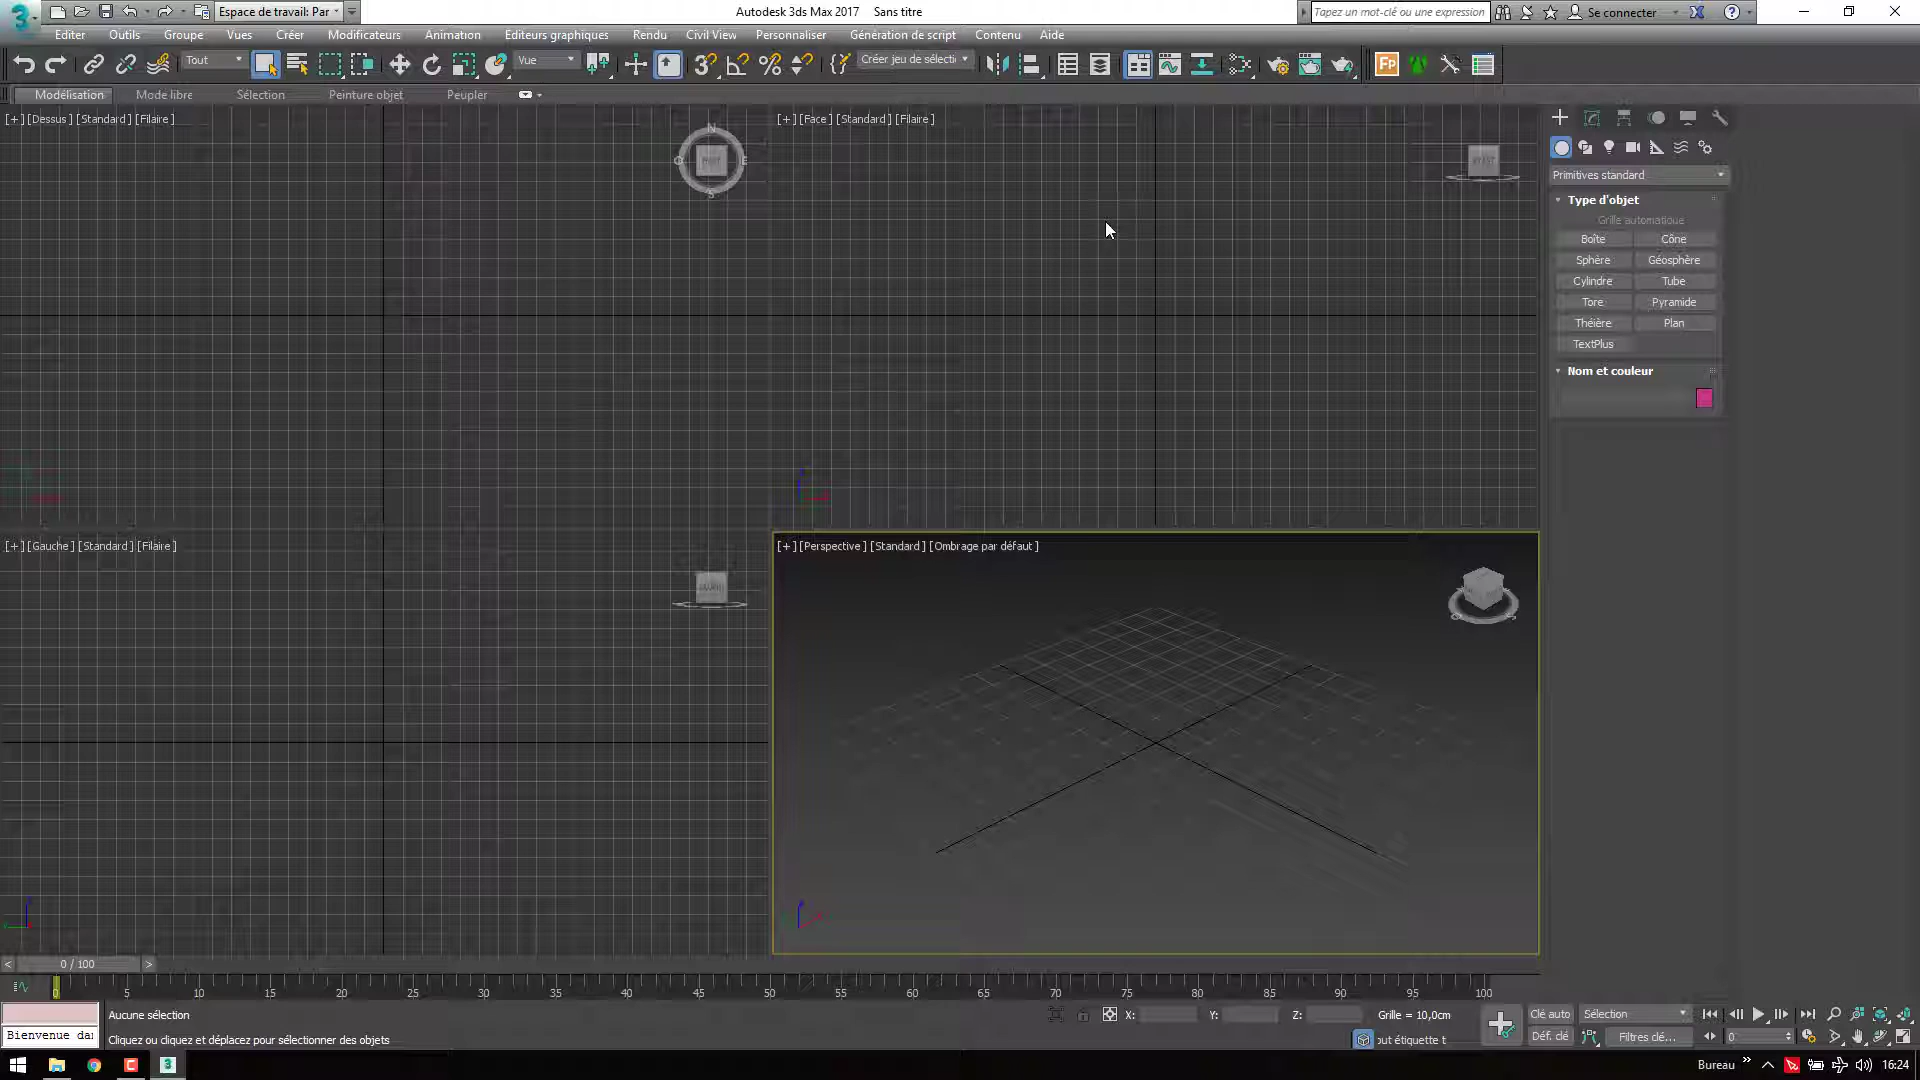 Espace de travail: Par
Autodesk 3ds Max 2017 Sans titre
Tapez un mot-clé ou une expression
Se connecter
Editer Outils Groupe Vues Créer Modificateurs Animation Editeurs graphiques Rendu Civil View Personnaliser Génération de script Contenu Aide
Tout
Vue
Créer jeu de sélecti
Modélisation Mode libre Sélection Peinture objet Peupler
[+] [Dessus] [Standard] [Filaire]
[+] [Face] [Standard] [Filaire]
Primitives standard
Type d'objet
Grille automatique
Boîte Cône
Sphère Géosphère
Cylindre Tube
Tore Pyramide
Théière Plan
TextPlus
Nom et couleur
[+] [Gauche] [Standard] [Filaire]
[+] [Perspective] [Standard] [Ombrage par défaut]
< 0 / 100 >
0 5 10 15 20 25 30 35 40 45 50 55 60 65 70 75 80 85 90 95 100
Aucune sélection
X: Y: Z: Grille = 10,0cm
Clé auto Sélection
Bienvenue da
Cliquez ou cliquez et déplacez pour sélectionner des objets
out étiquette t
Déf. clé Filtres clé... 0
Bureau 16:24